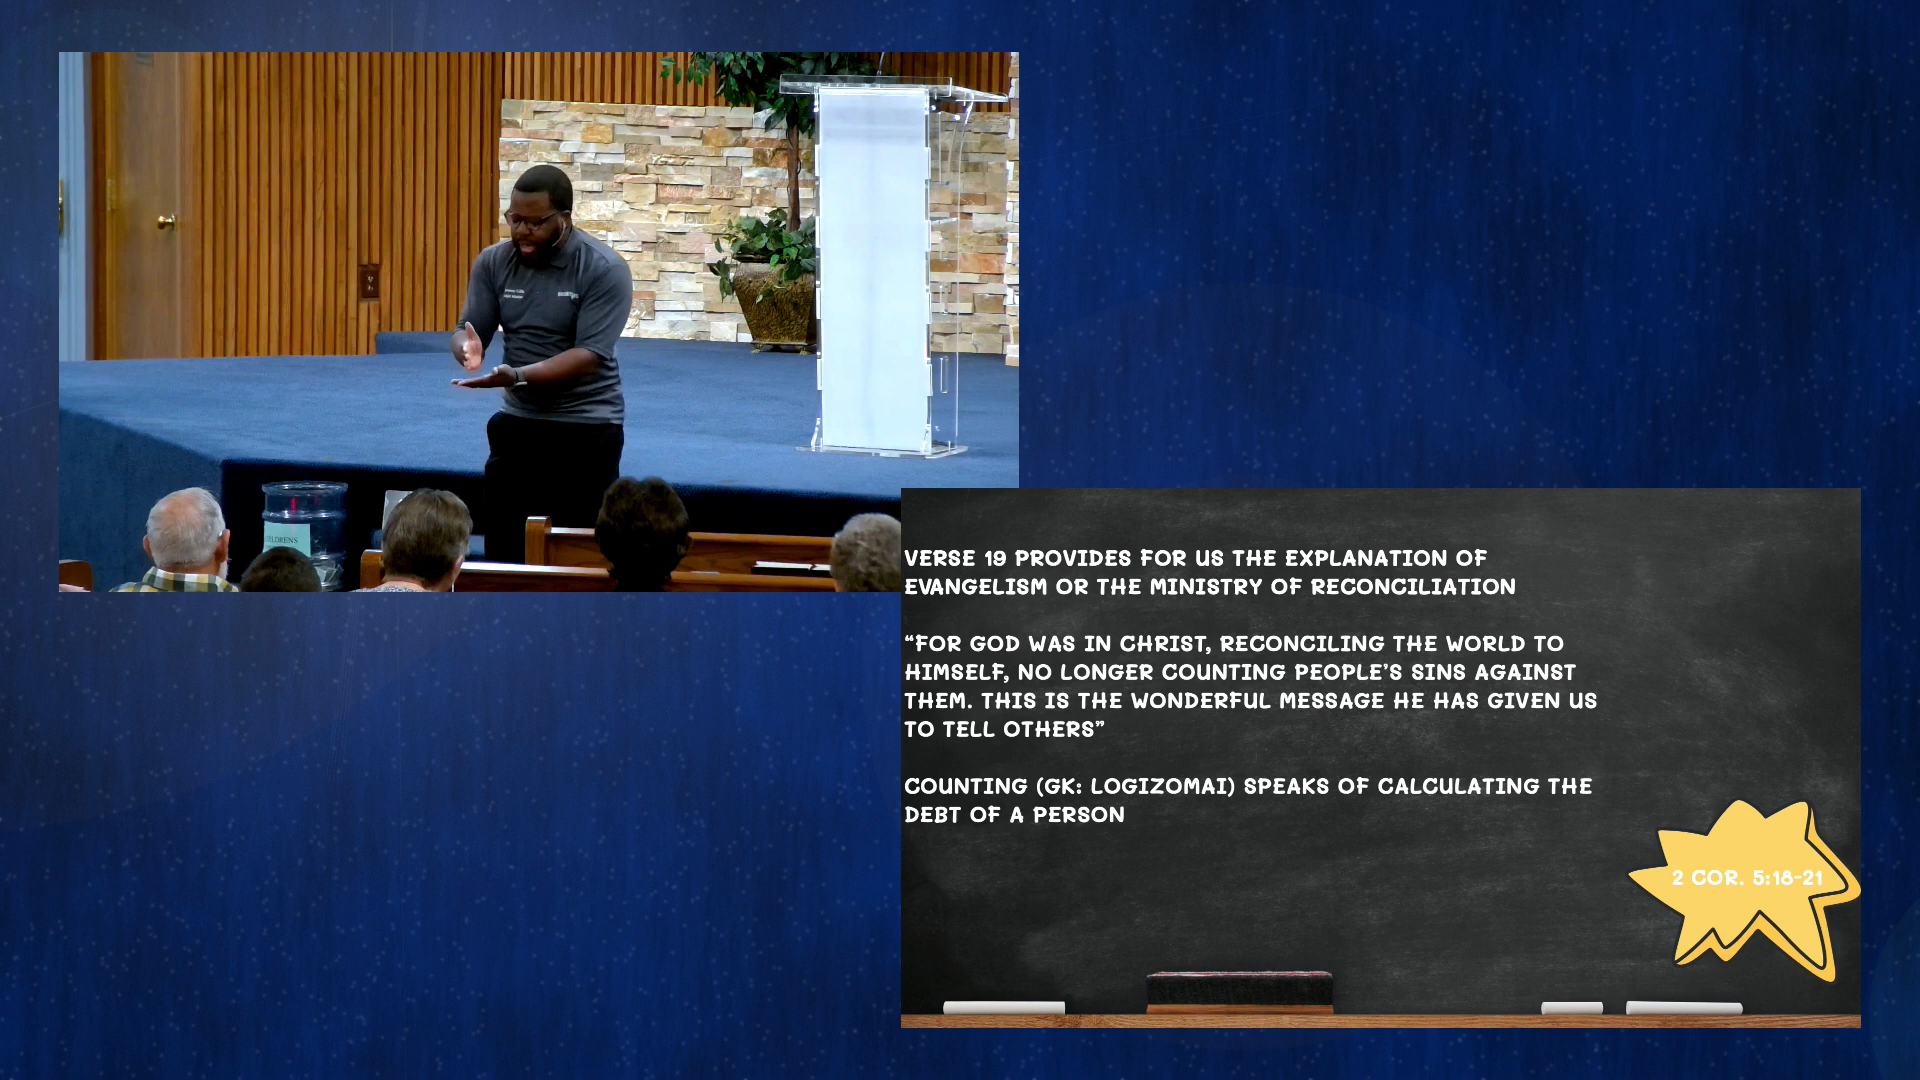 CHILDRENS
VERSE 19 PROVIDES FOR US THE EXPLANATION OF
EVANGELISM OR THE MINISTRY OF RECONCILIATION
“FOR GOD WAS IN CHRIST, RECONCILING THE WORLD TO
HIMSELF, NO LONGER COUNTING PEOPLE’S SINS AGAINST
THEM. THIS IS THE WONDERFUL MESSAGE HE HAS GIVEN US
TO TELL OTHERS”
COUNTING (GK: LOGIZOMAI) SPEAKS OF CALCULATING THE
DEBT OF A PERSON
2 COR. 5:18-21